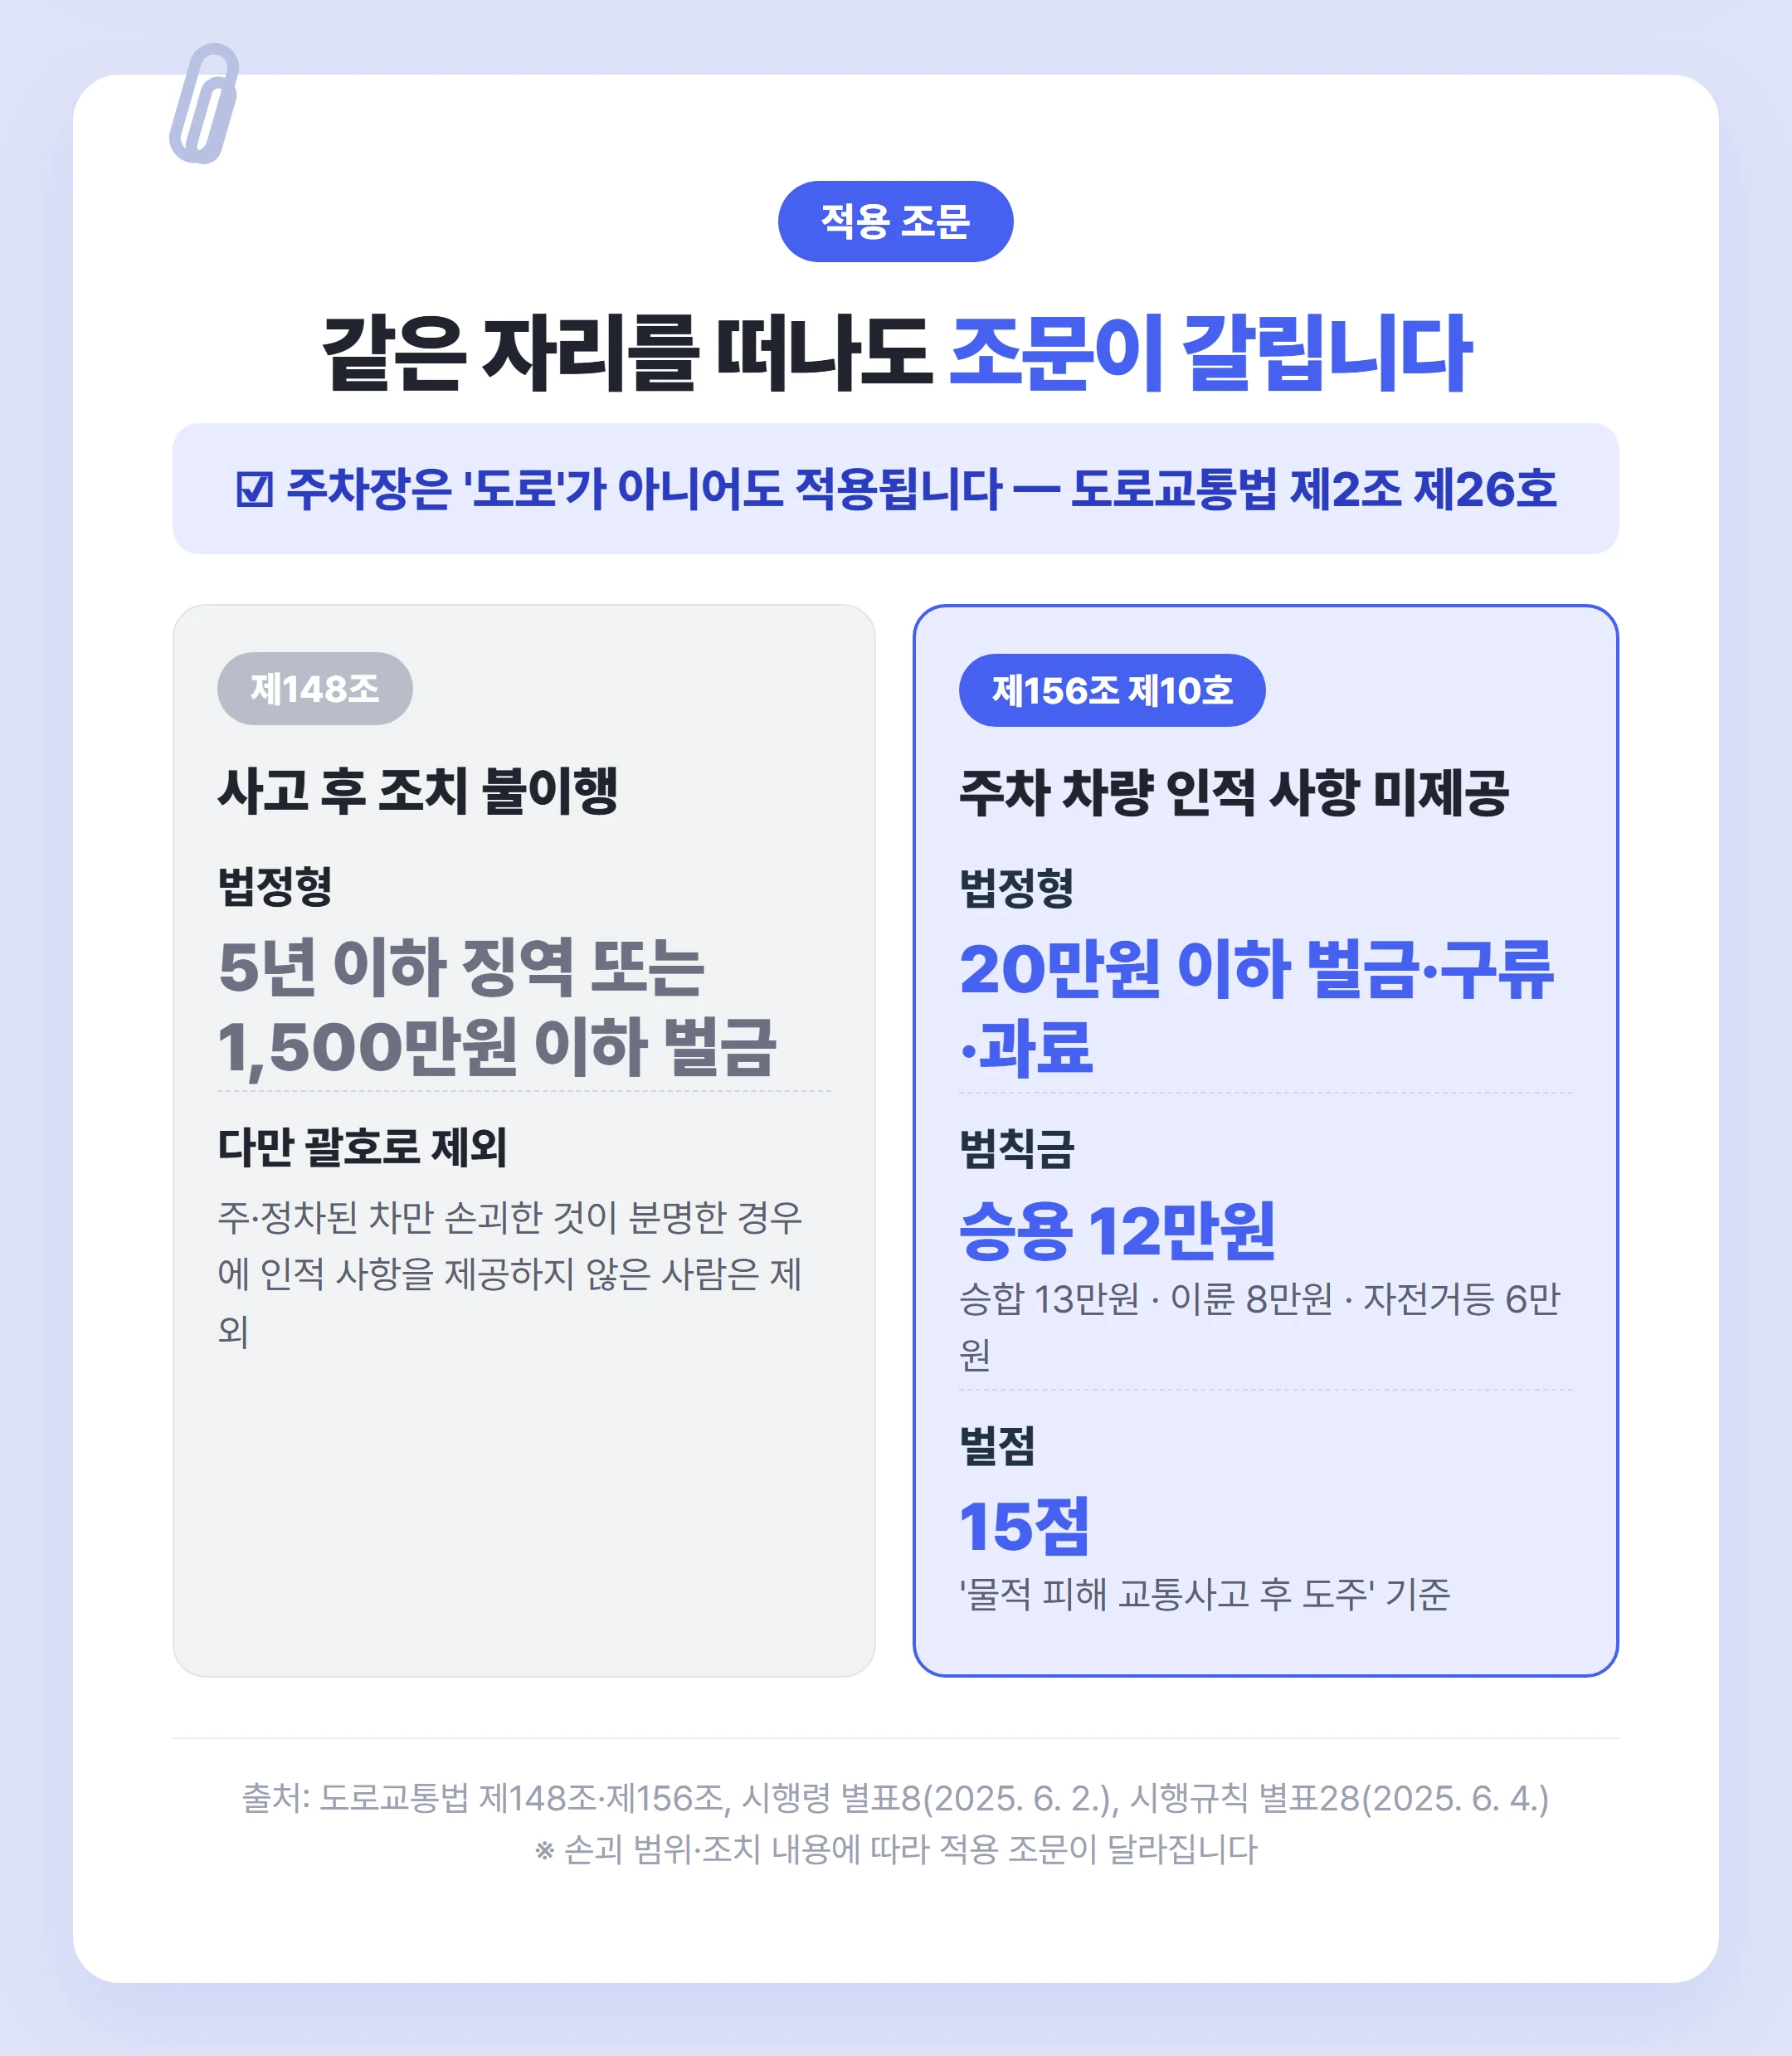 적용 조문
같은 자리를 떠나도 조문이 갈립니다
☑ 주차장은 '도로'가 아니어도 적용됩니다 — 도로교통법 제2조 제26호
제148조
사고 후 조치 불이행
법정형
5년 이하 징역 또는
1,500만원 이하 벌금
다만 괄호로 제외
주·정차된 차만 손괴한 것이 분명한 경우
에 인적 사항을 제공하지 않은 사람은 제
외
제156조 제10호
주차 차량 인적 사항 미제공
법정형
20만원 이하 벌금·구류
·과료
범칙금
승용 12만원
승합 13만원 · 이륜 8만원 · 자전거등 6만
원
벌점
15점
'물적 피해 교통사고 후 도주' 기준
출처: 도로교통법 제148조·제156조, 시행령 별표8(2025. 6. 2.), 시행규칙 별표28(2025. 6. 4.)
※ 손괴 범위·조치 내용에 따라 적용 조문이 달라집니다